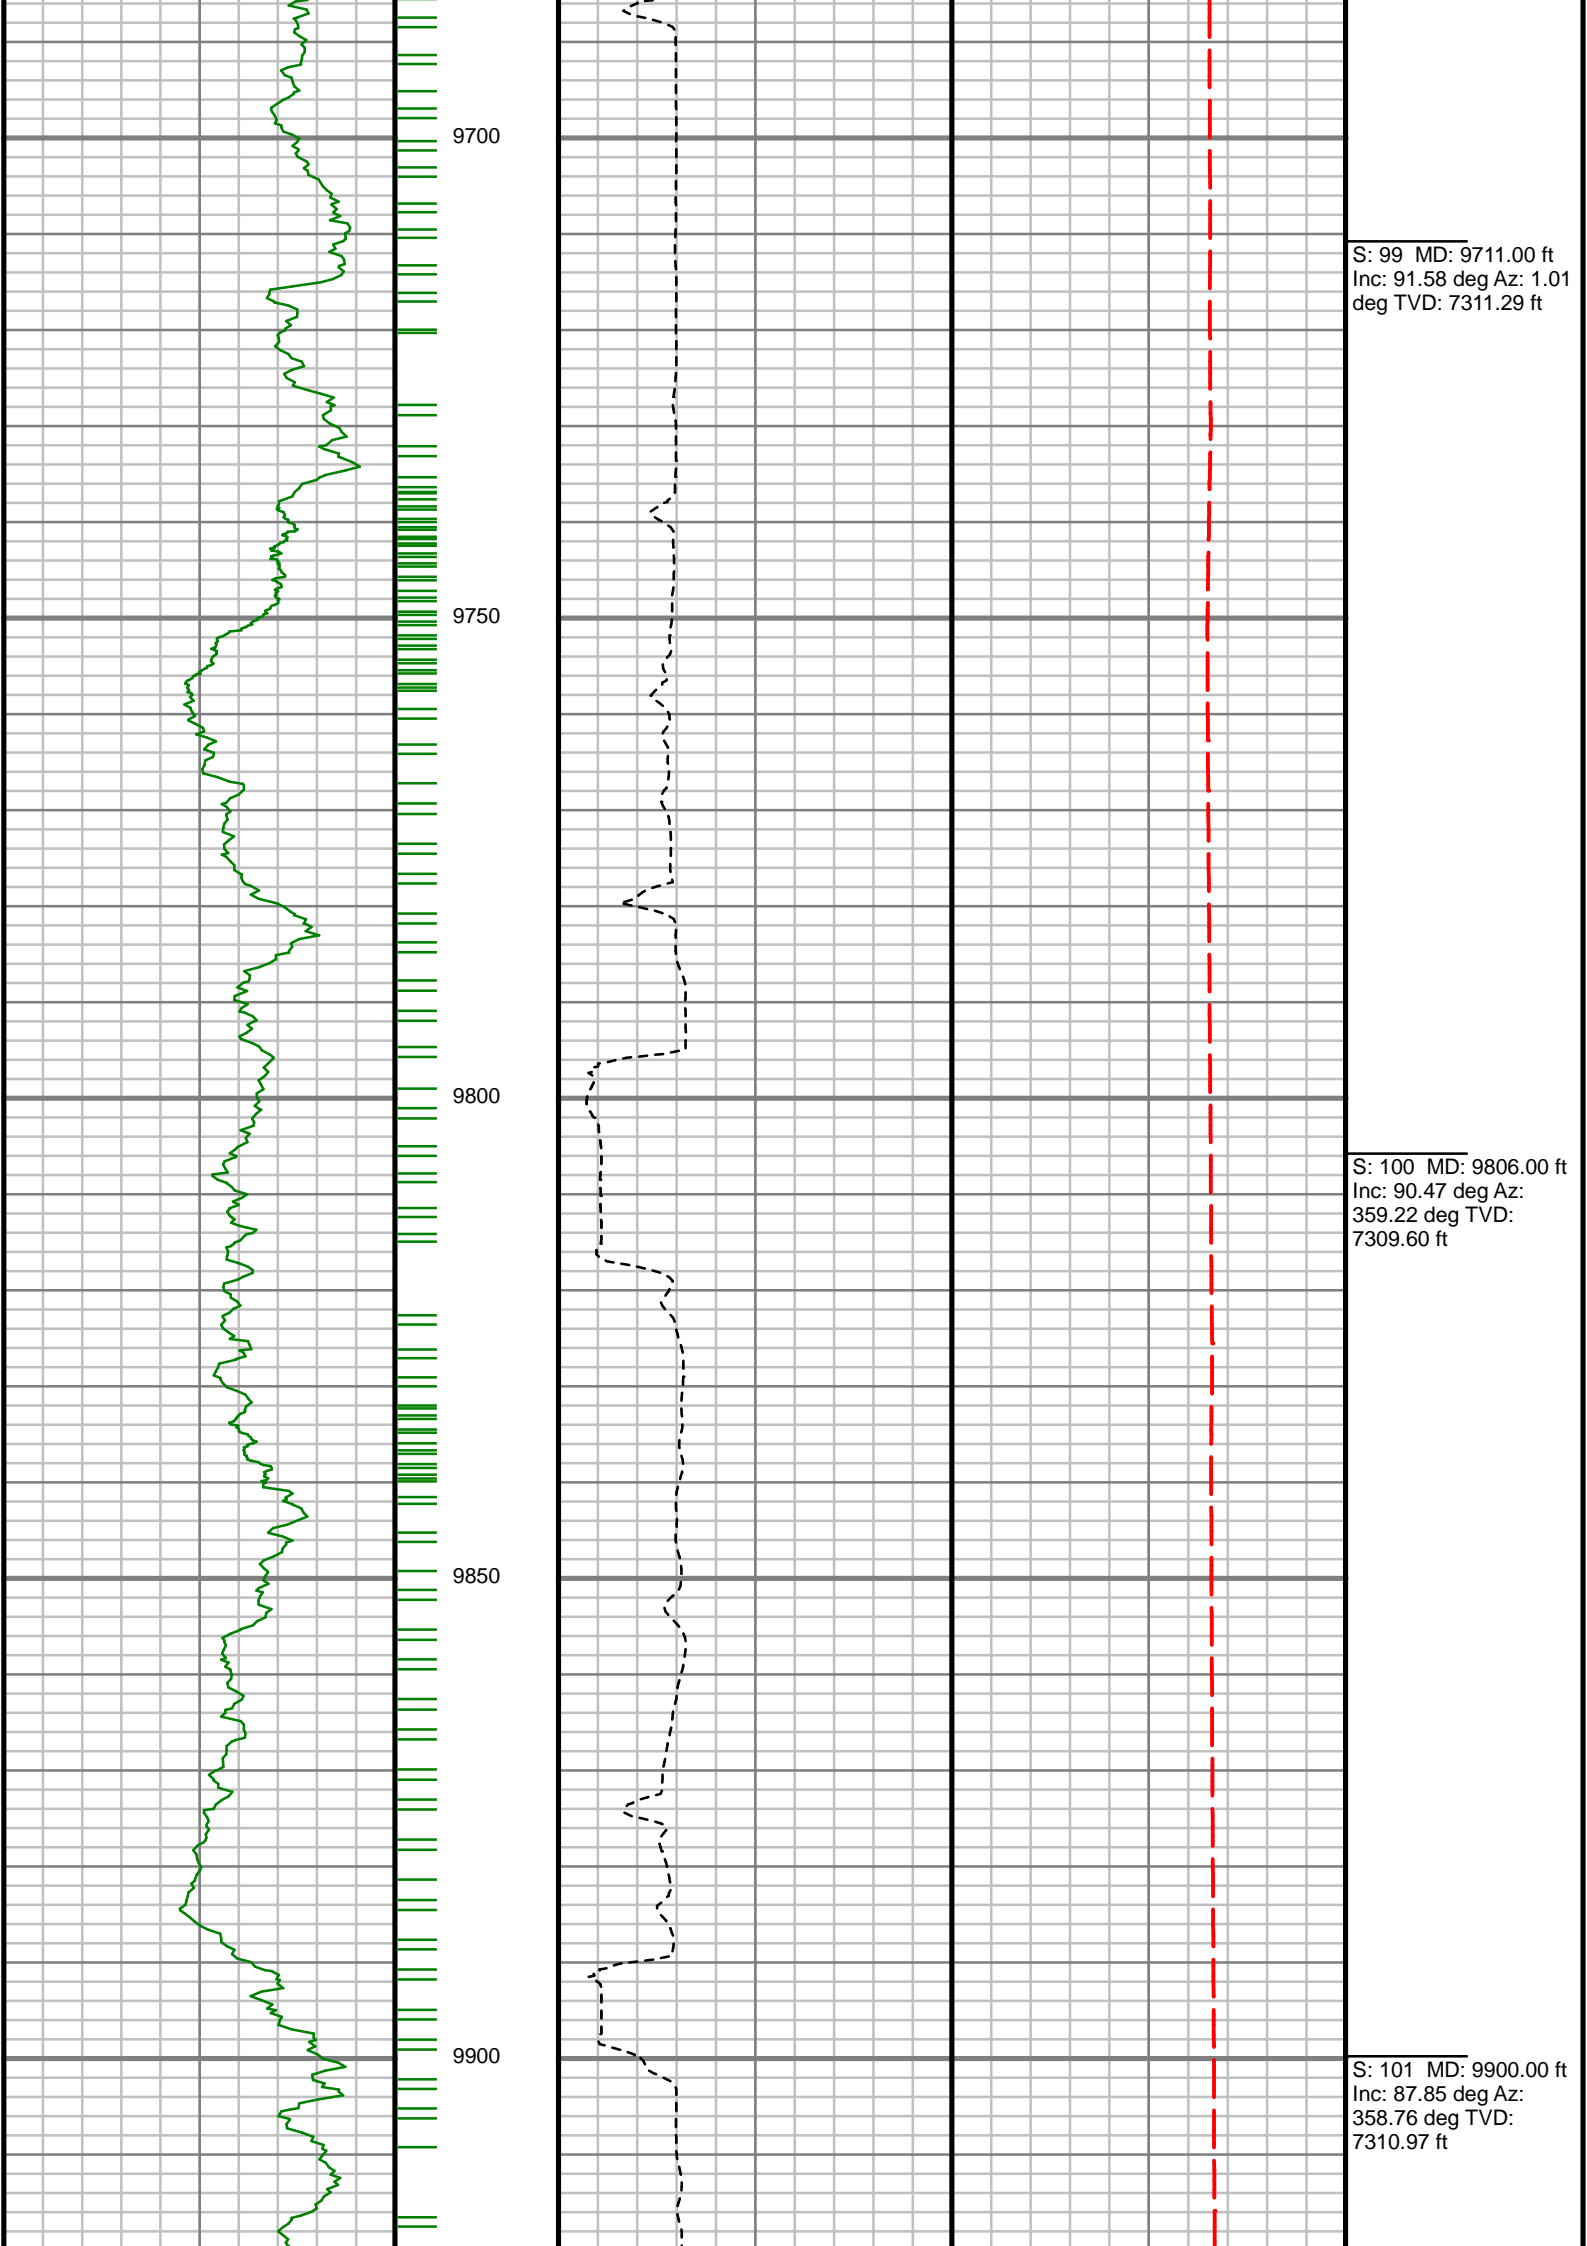 9700
S: 99 MD: 9711.00 ft
Inc: 91.58 deg Az: 1.01
deg TVD: 7311.29 ft
9750
9800
S: 100 MD: 9806.00 ft
Inc: 90.47 deg Az:
359.22 deg TVD:
7309.60 ft
9850
9900
S: 101 MD: 9900.00 ft
Inc: 87.85 deg Az:
358.76 deg TVD:
7310.97 ft